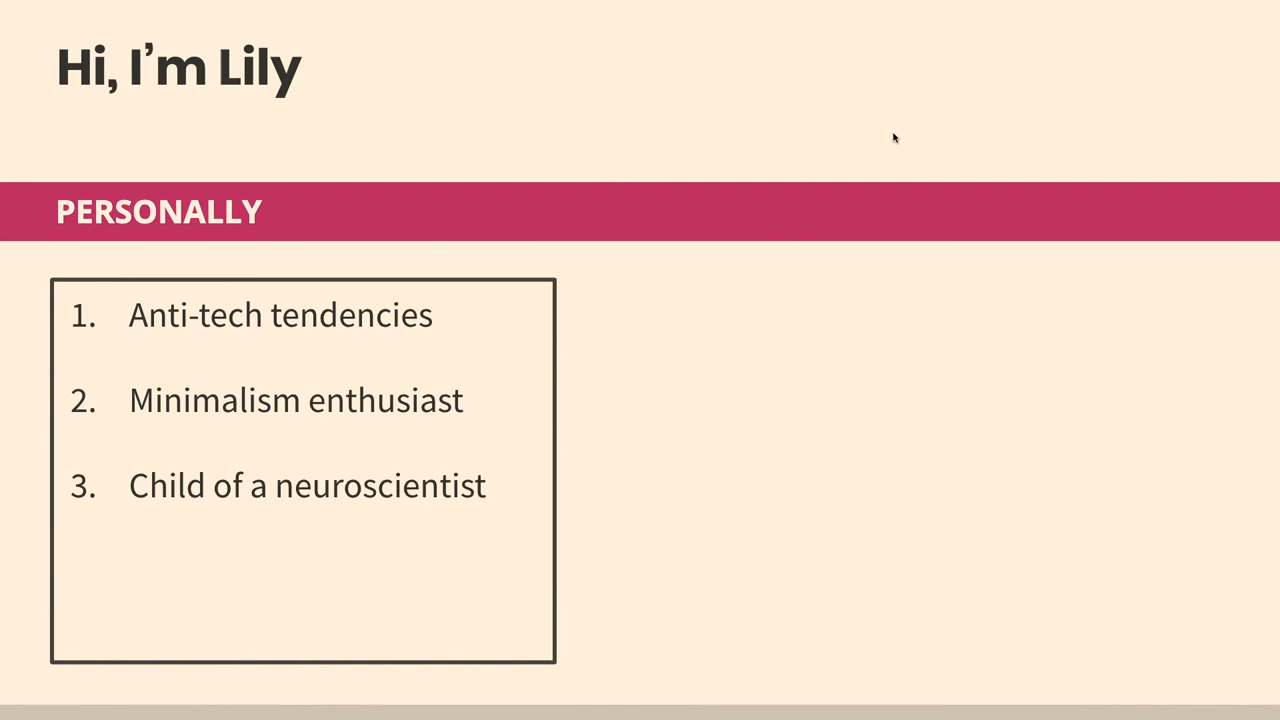 Hi, I’m Lily
PERSONALLY
1. Anti-tech tendencies
2. Minimalism enthusiast
3. Child of a neuroscientist